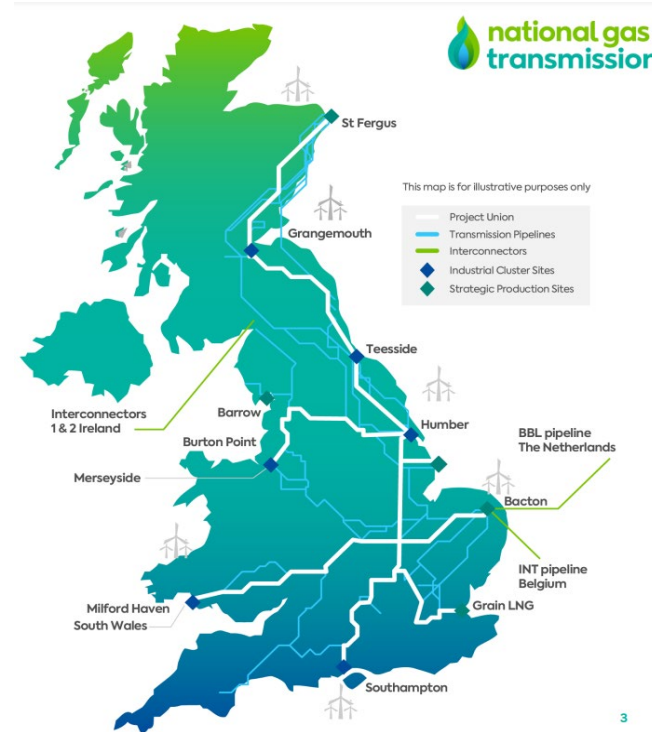 national gas
transmission
St Fergus
This map is for illustrative purposes only
Project Union
Transmission Pipelines
Interconnectors
Industrial Cluster Sites
Strategic Production Sites
Grangemouth
Teesside
Interconnectors
1 & 2 Ireland
Barrow
Humber
Burton Point
BBL pipeline
The Netherlands
Merseyside
Bacton
INT pipeline
Belgium
Milford Haven
South Wales
Grain LNG
Southampton
3